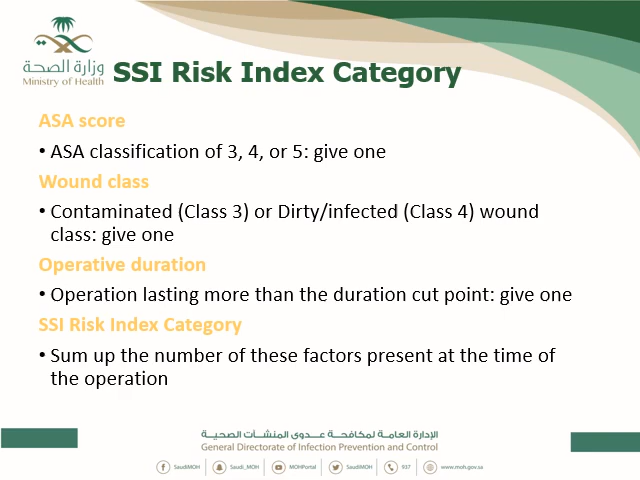 وزارة الصحة
Ministry of Health
SSI Risk Index Category
ASA score
• ASA classification of 3, 4, or 5: give one
Wound class
• Contaminated (Class 3) or Dirty/infected (Class 4) wound
class: give one
Operative duration
• Operation lasting more than the duration cut point: give one
SSI Risk Index Category
• Sum up the number of these factors present at the time of
the operation
الإدارة العامة لمكافحة عدوى المنشآت الصحية
General Directorate of Infection Prevention and Control
SaudiMOH | Saudi_MOH | MOHPortal | SaudiMOH | 937 | www.moh.gov.sa